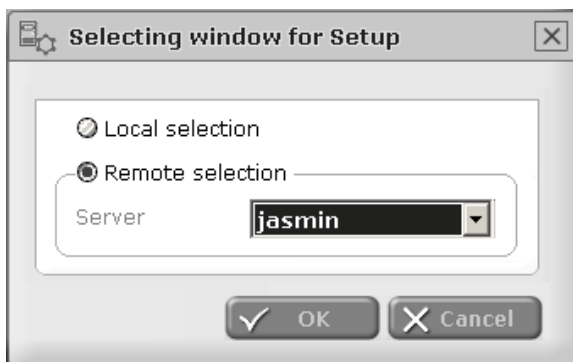 Selecting window for Setup
Local selection
Remote selection
Server jasmin
OK Cancel